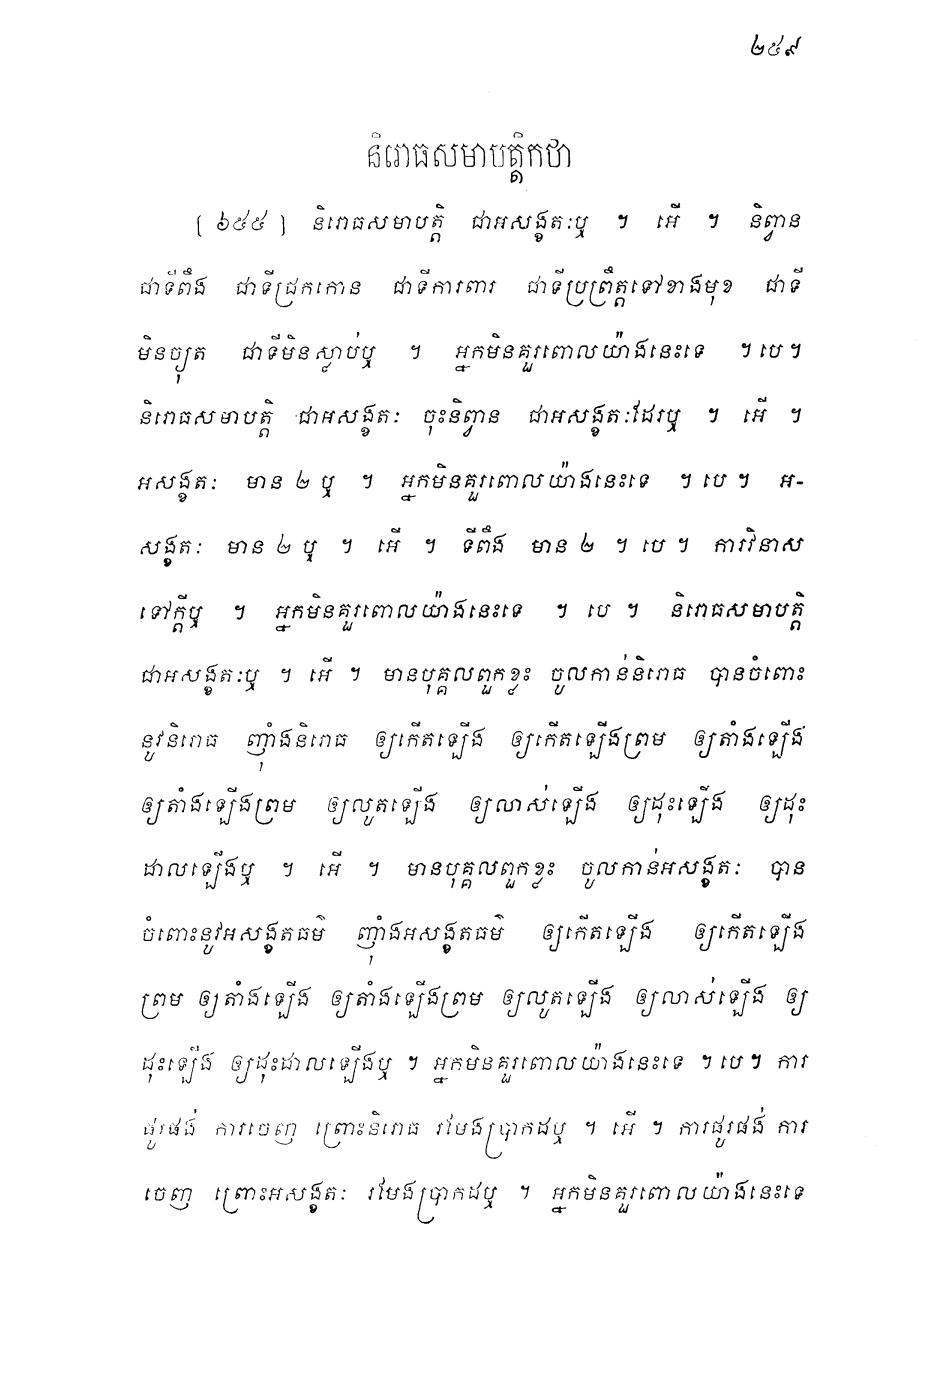 ២៤៩
និរោធសមាបត្តិកថា
[ ៦៤៤ ] និរោធសមាបត្តិ ជាអសង្ខតៈឬ ។ អើ ។ និព្វាន
ជាទីពឹង ជាទីជ្រកកោន ជាទីការពារ ជាទីប្រព្រឹត្តទៅខាងមុខ ជាទី
មិនច្យុត ជាទីមិនស្លាប់ឬ ។ អ្នកមិនគួរពោលយ៉ាងនេះទេ ។ បេ ។
និរោធសមាបត្តិ ជាអសង្ខតៈ ចុះនិព្វាន ជាអសង្ខតៈដែរឬ ។ អើ ។
អសង្ខតៈ មាន ២ ឬ ។ អ្នកមិនគួរពោលយ៉ាងនេះទេ ។ បេ ។ អ-
សង្ខតៈ មាន ២ ឬ ។ អើ ។ ទីពឹង មាន ២ ។ បេ ។ ការវិនាស
ទៅក្តីឬ ។ អ្នកមិនគួរពោលយ៉ាងនេះទេ ។ បេ ។ និរោធសមាបត្តិ
ជាអសង្ខតៈឬ ។ អើ ។ មានបុគ្គលពួកខ្លះ ចូលកាន់និរោធ បានចំពោះ
នូវនិរោធ ញ៉ាំងនិរោធ ឲ្យកើតឡើង ឲ្យកើតឡើងព្រម ឲ្យតាំងឡើង
ឲ្យតាំងឡើងព្រម ឲ្យលូតឡើង ឲ្យលាស់ឡើង ឲ្យដុះឡើង ឲ្យដុះ
ដាលឡើងឬ ។ អើ ។ មានបុគ្គលពួកខ្លះ ចូលកាន់អសង្ខតៈ បាន
ចំពោះនូវអសង្ខតធម៌ ញ៉ាំងអសង្ខតធម៌ ឲ្យកើតឡើង ឲ្យកើតឡើង
ព្រម ឲ្យតាំងឡើង ឲ្យតាំងឡើងព្រម ឲ្យលូតឡើង ឲ្យលាស់ឡើង ឲ្យ
ដុះឡើង ឲ្យដុះដាលឡើងឬ ។ អ្នកមិនគួរពោលយ៉ាងនេះទេ ។ បេ ។ ការ
ផូរផង់ ការចេញ ព្រោះនិរោធ រមែងប្រាកដឬ ។ អើ ។ ការផូរផង់ ការ
ចេញ ព្រោះអសង្ខតៈ រមែងប្រាកដឬ ។ អ្នកមិនគួរពោលយ៉ាងនេះទេ